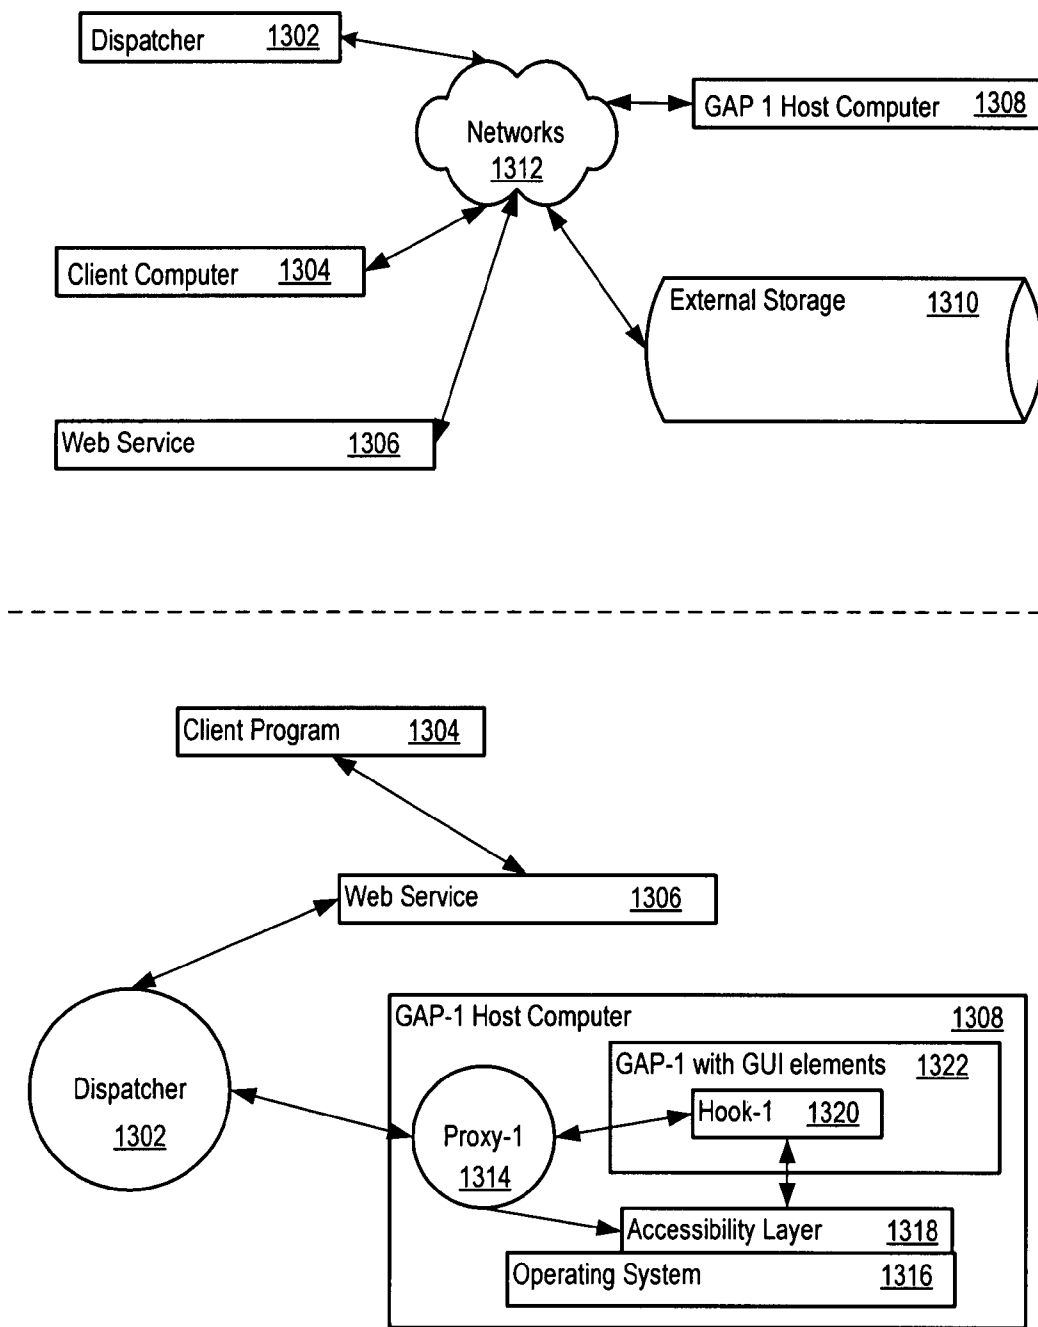 Dispatcher 1302
GAP 1 Host Computer 1308
Networks
1312
Client Computer 1304
External Storage 1310
Web Service 1306
Client Program 1304
Web Service 1306
GAP-1 Host Computer 1308
GAP-1 with GUI elements 1322
Dispatcher
1302
Hook-1 1320
Proxy-1
1314
Accessibility Layer 1318
Operating System 1316